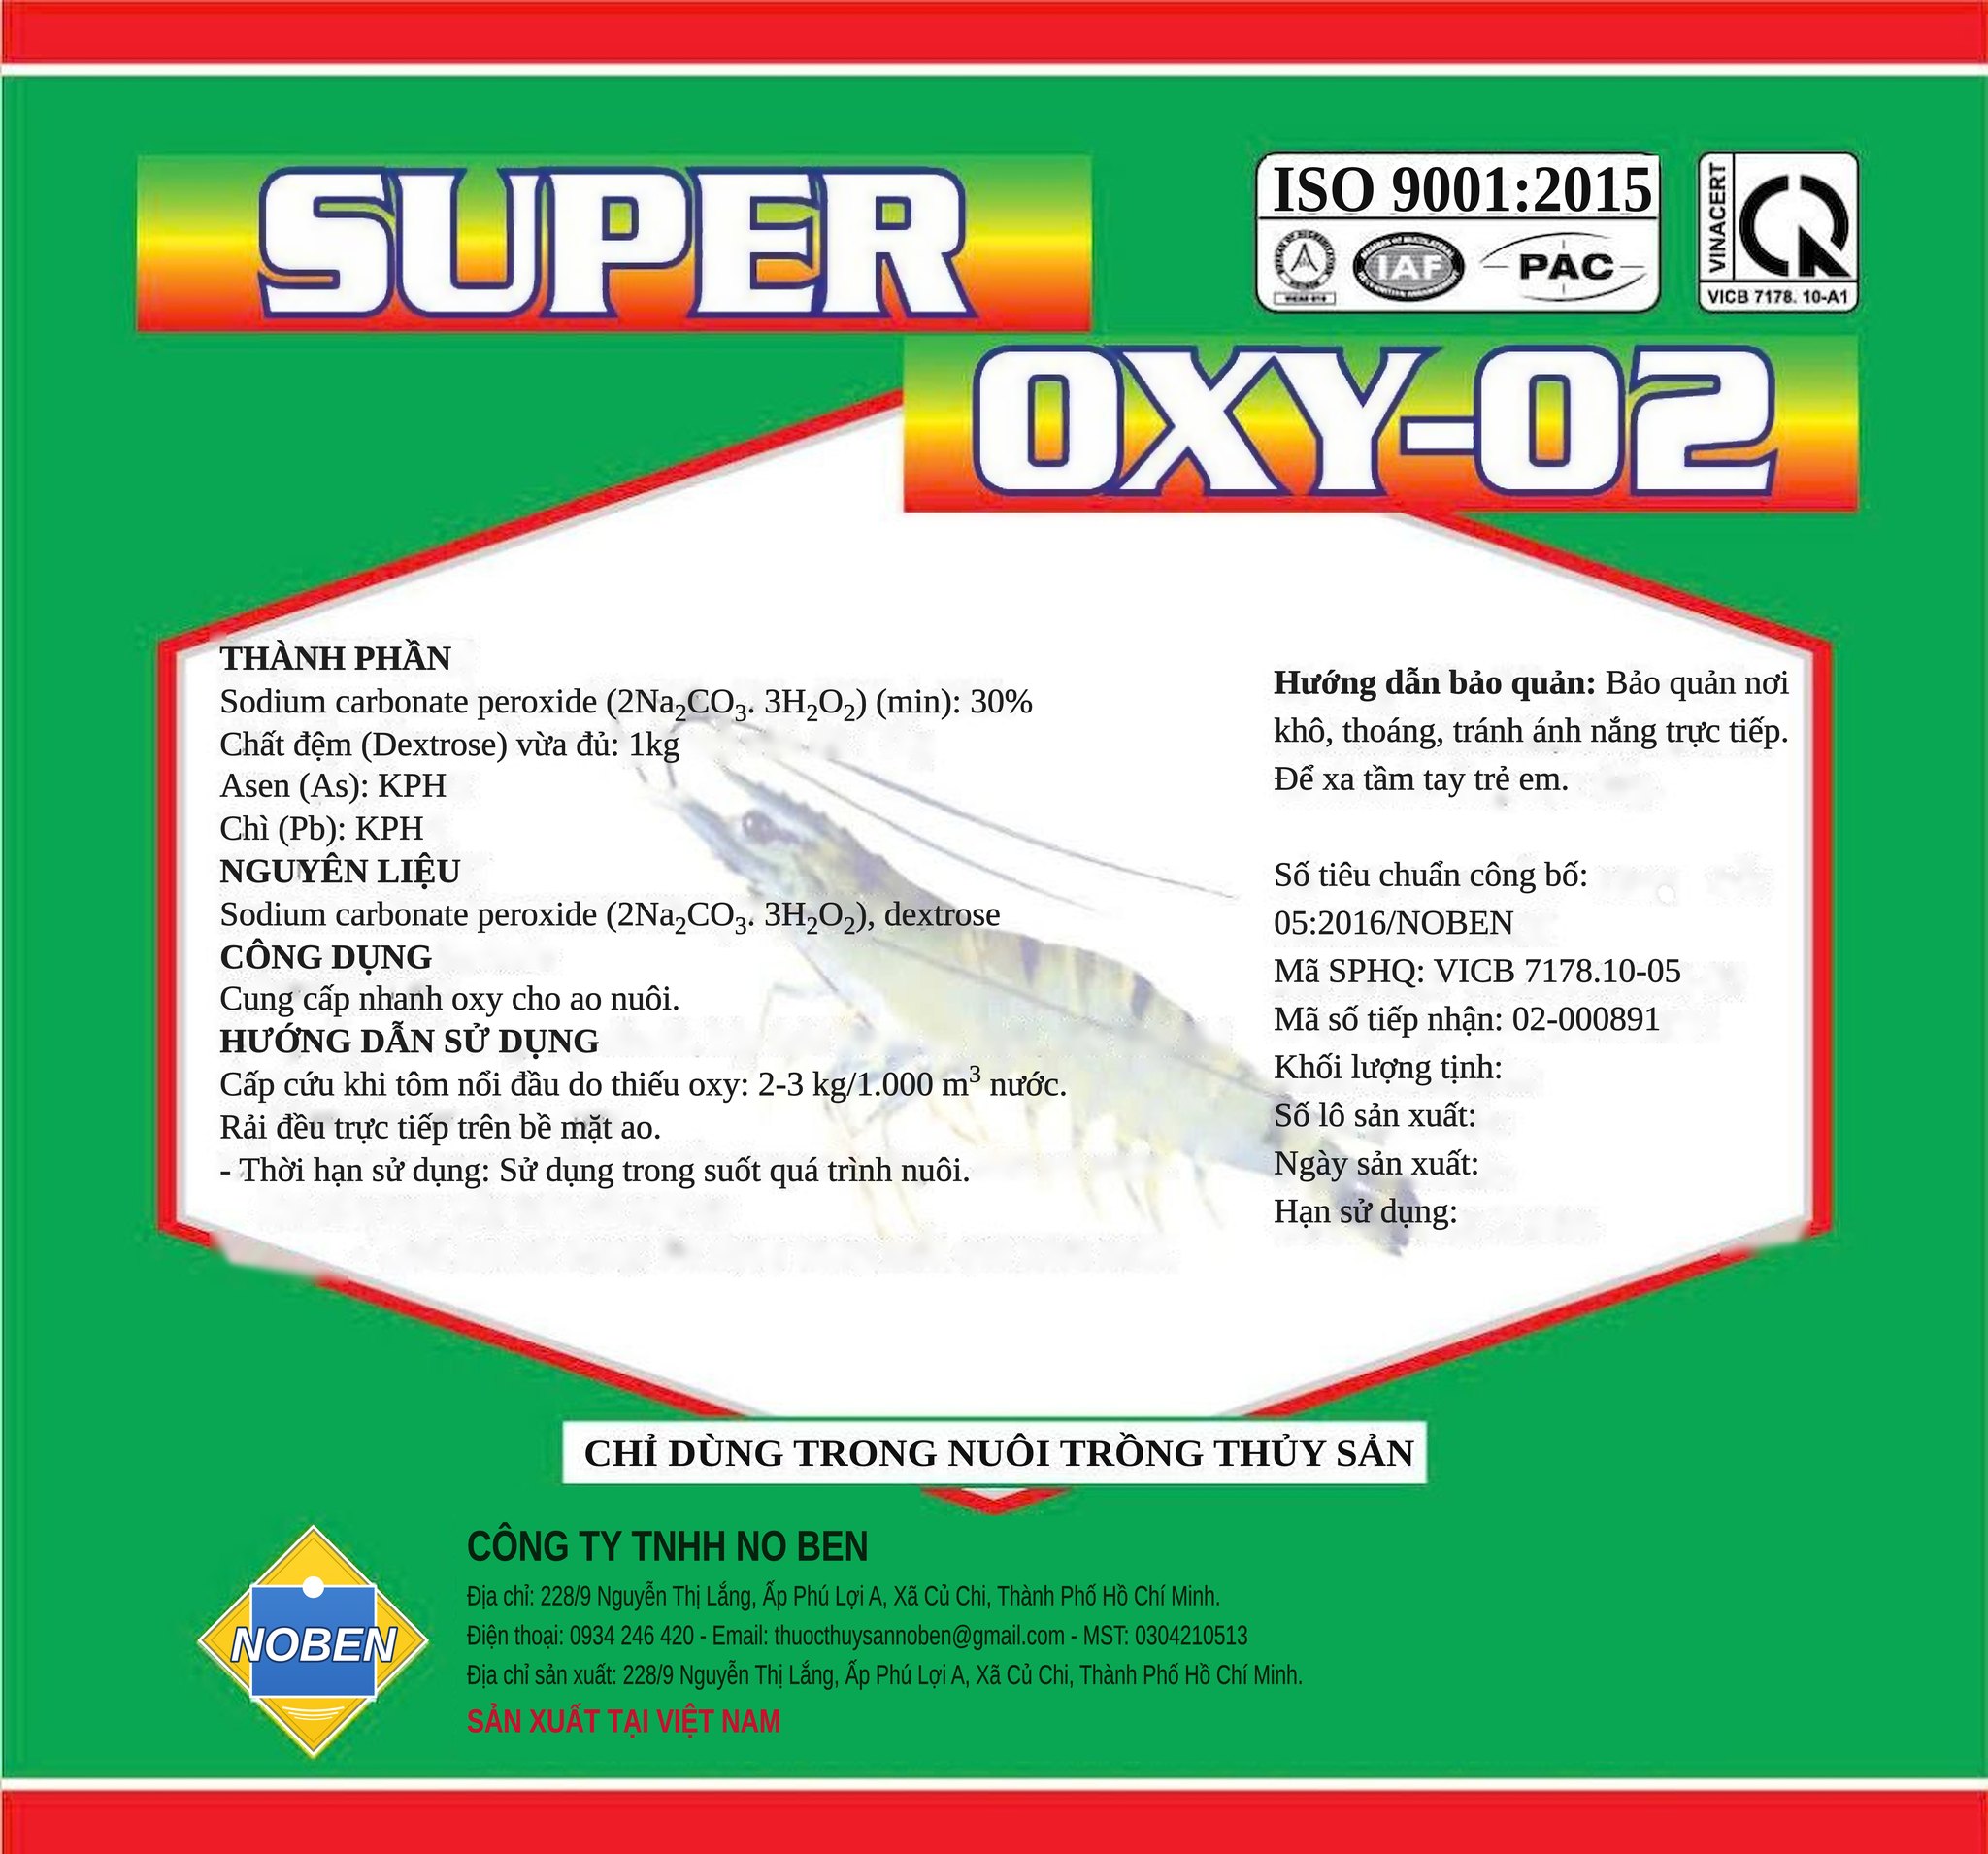 SUPER
ISO 9001:2015
IAF
PAC
VINACERT
VICB 7178. 10-A1
OXY-02
THÀNH PHẦN
Sodium carbonate peroxide (2Na₂CO₃. 3H₂O₂) (min): 30%
Chất đệm (Dextrose) vừa đủ: 1kg
Asen (As): KPH
Chì (Pb): KPH
NGUYÊN LIỆU
Sodium carbonate peroxide (2Na₂CO₃. 3H₂O₂), dextrose
CÔNG DỤNG
Cung cấp nhanh oxy cho ao nuôi.
HƯỚNG DẪN SỬ DỤNG
Cấp cứu khi tôm nổi đầu do thiếu oxy: 2-3 kg/1.000 m³ nước.
Rải đều trực tiếp trên bề mặt ao.
- Thời hạn sử dụng: Sử dụng trong suốt quá trình nuôi.
Hướng dẫn bảo quản: Bảo quản nơi
khô, thoáng, tránh ánh nắng trực tiếp.
Để xa tầm tay trẻ em.
Số tiêu chuẩn công bố:
05:2016/NOBEN
Mã SPHQ: VICB 7178.10-05
Mã số tiếp nhận: 02-000891
Khối lượng tịnh:
Số lô sản xuất:
Ngày sản xuất:
Hạn sử dụng:
CHỈ DÙNG TRONG NUÔI TRỒNG THỦY SẢN
NOBEN
CÔNG TY TNHH NO BEN
Địa chỉ: 228/9 Nguyễn Thị Lắng, Ấp Phú Lợi A, Xã Củ Chi, Thành Phố Hồ Chí Minh.
Điện thoại: 0934 246 420 - Email: thuocthuysannoben@gmail.com - MST: 0304210513
Địa chỉ sản xuất: 228/9 Nguyễn Thị Lắng, Ấp Phú Lợi A, Xã Củ Chi, Thành Phố Hồ Chí Minh.
SẢN XUẤT TẠI VIỆT NAM